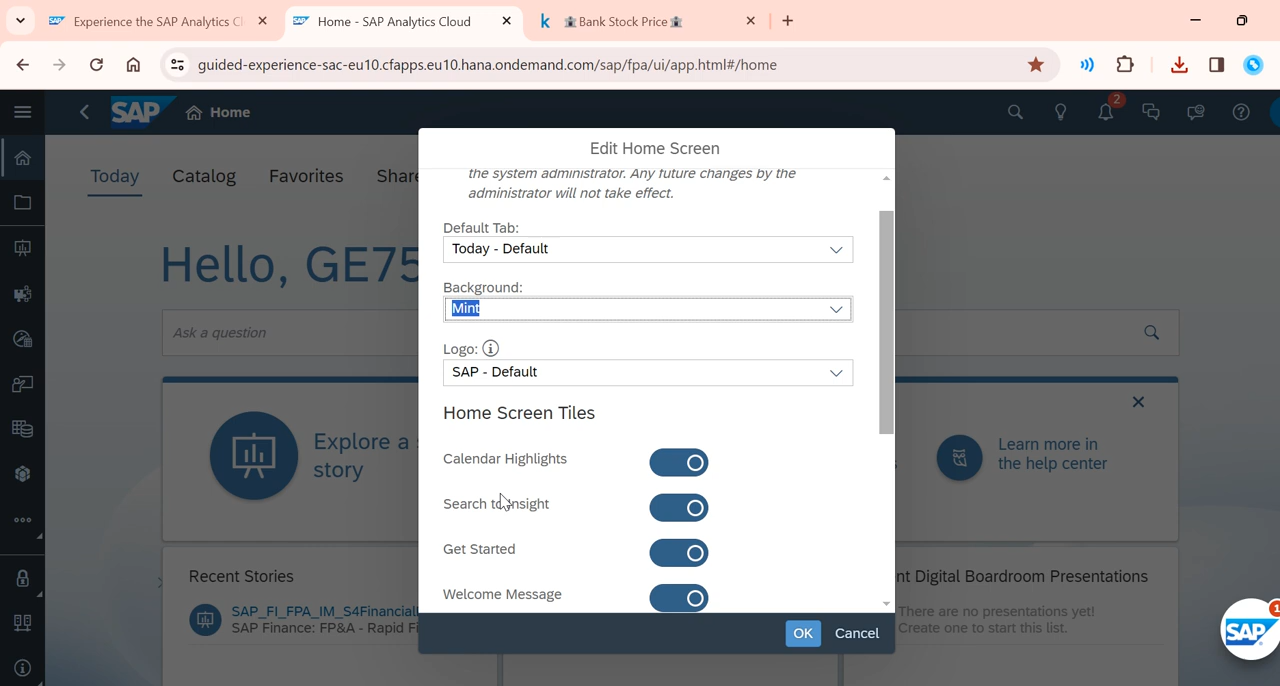 Experience the SAP Analytics Cl
Home - SAP Analytics Cloud
Bank Stock Price
guided-experience-sac-eu10.cfapps.eu10.hana.ondemand.com/sap/fpa/ui/app.html#/home
SAP Home
2
Edit Home Screen
Today Catalog Favorites Share
the system administrator. Any future changes by the
administrator will not take effect.
Hello, GE75
Default Tab:
Today - Default
Background:
Mint
Ask a question
Logo:
SAP - Default
Home Screen Tiles
Explore a
story
Calendar Highlights
Search to Insight
Get Started
Welcome Message
Learn more in
the help center
Recent Stories
SAP_FI_FPA_IM_S4Financial
SAP Finance: FP&A - Rapid Fi
nt Digital Boardroom Presentations
There are no presentations yet!
Create one to start this list.
OK Cancel
SAP
1